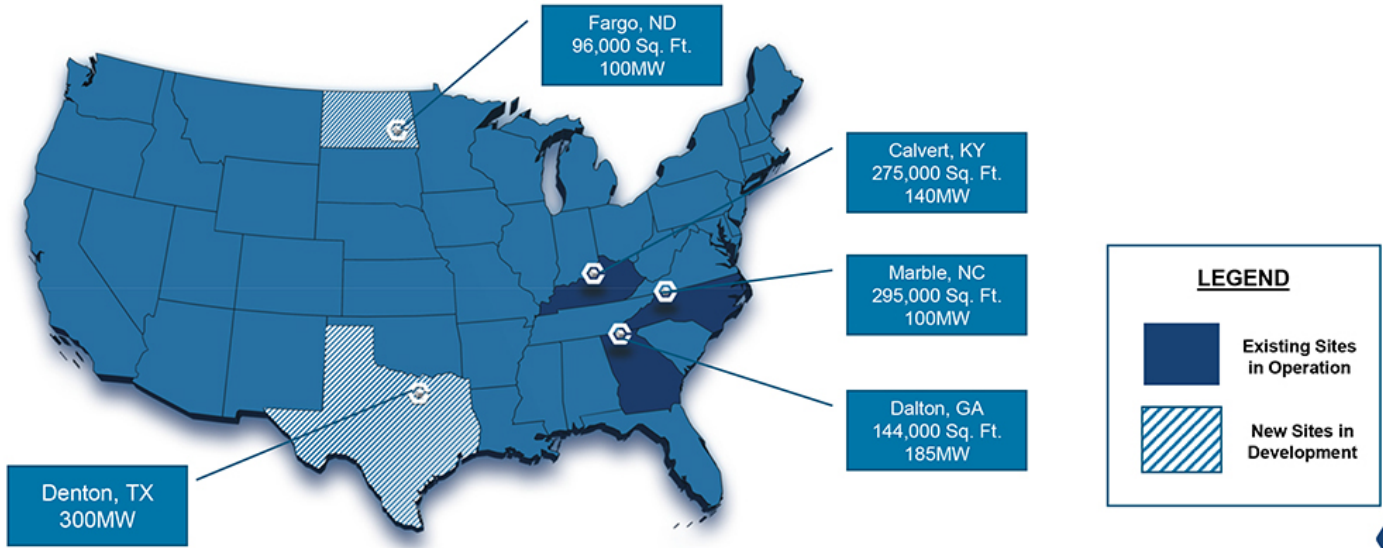 Fargo, ND
96,000 Sq. Ft.
100MW
Calvert, KY
275,000 Sq. Ft.
140MW
Marble, NC
295,000 Sq. Ft.
100MW
Dalton, GA
144,000 Sq. Ft.
185MW
Denton, TX
300MW
LEGEND
Existing Sites
in Operation
New Sites in
Development